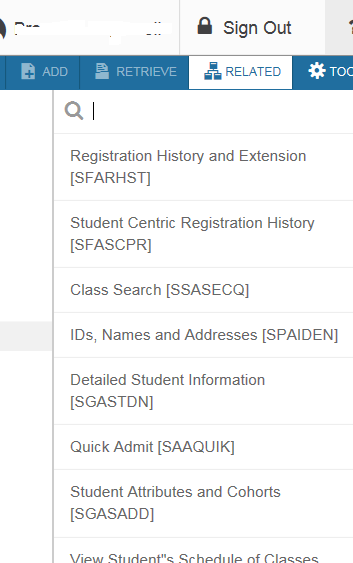 Sign Out
ADD RETRIEVE RELATED TOO
Registration History and Extension
[SFARHST]
Student Centric Registration History
[SFASCPR]
Class Search [SSASECQ]
IDs, Names and Addresses [SPAIDEN]
Detailed Student Information
[SGASTDN]
Quick Admit [SAAQUIK]
Student Attributes and Cohorts
[SGASADD]
View Student"s Schedule of Classes